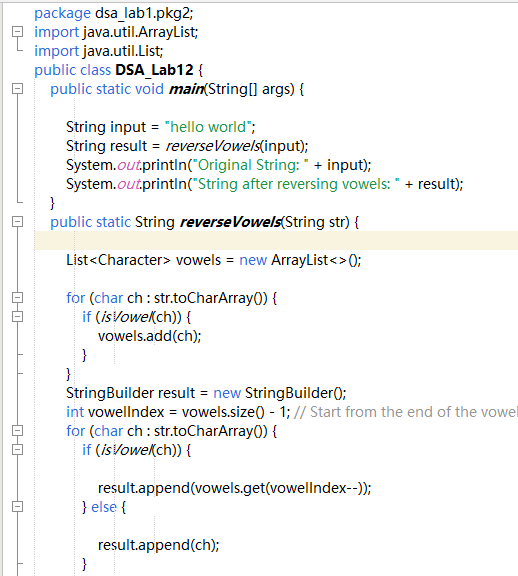 package dsa_lab1.pkg2;
import java.util.ArrayList;
import java.util.List;
public class DSA_Lab12 {
public static void main(String[] args) {
String input = "hello world";
String result = reverseVowels(input);
System.out.println("Original String: " + input);
System.out.println("String after reversing vowels: " + result);
}
public static String reverseVowels(String str) {
List<Character> vowels = new ArrayList<>();
for (char ch : str.toCharArray()) {
if (isVowel(ch)) {
vowels.add(ch);
}
}
StringBuilder result = new StringBuilder();
int vowelIndex = vowels.size() - 1; // Start from the end of the vowel
for (char ch : str.toCharArray()) {
if (isVowel(ch)) {
result.append(vowels.get(vowelIndex--));
} else {
result.append(ch);
}